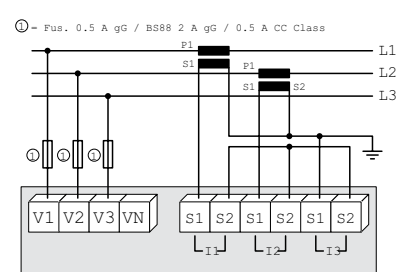 ① - Fus. 0.5 A gG / BS88 2 A gG / 0.5 A CC Class
P1
L1
S1
P1
L2
S1 S2
L3
① ① ①
V1 V2 V3 VN S1 S2 S1 S2 S1 S2
I1 I2 I3